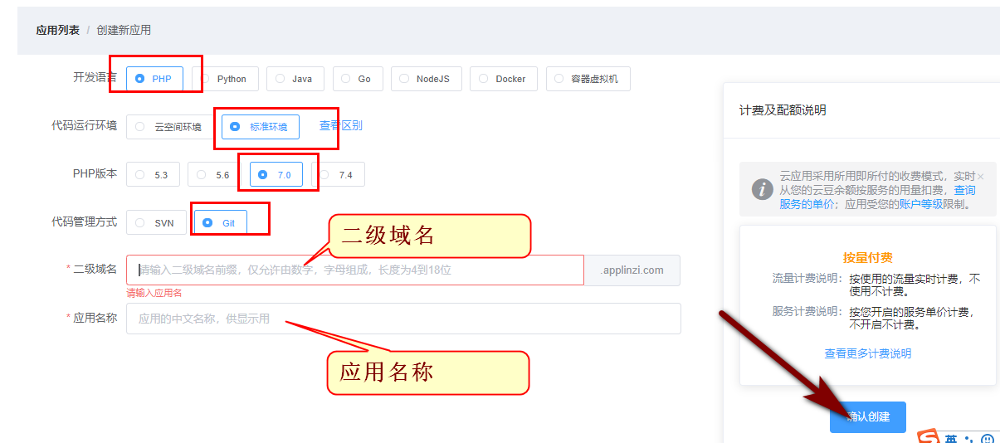 应用列表 / 创建新应用
开发语言 PHP Python Java Go NodeJS Docker 容器虚拟机
代码运行环境 云空间环境 标准环境 查看区别
PHP版本 5.3 5.6 7.0 7.4
代码管理方式 SVN Git
二级域名
* 二级域名 请输入二级域名前缀，仅允许由数字，字母组成，长度为4到18位 .applinzi.com
请输入应用名
* 应用名称 应用的中文名称，供显示用
应用名称
计费及配额说明
云应用采用所用即所付的收费模式，实时×
从您的云豆余额按服务的用量扣费，查询
服务的单价；应用受您的账户等级限制。
按量付费
流量计费说明： 按使用的流量实时计费，不
使用不计费。
服务计费说明： 按您开启的服务单价计费，
不开启不计费。
查看更多计费说明
确认创建
英